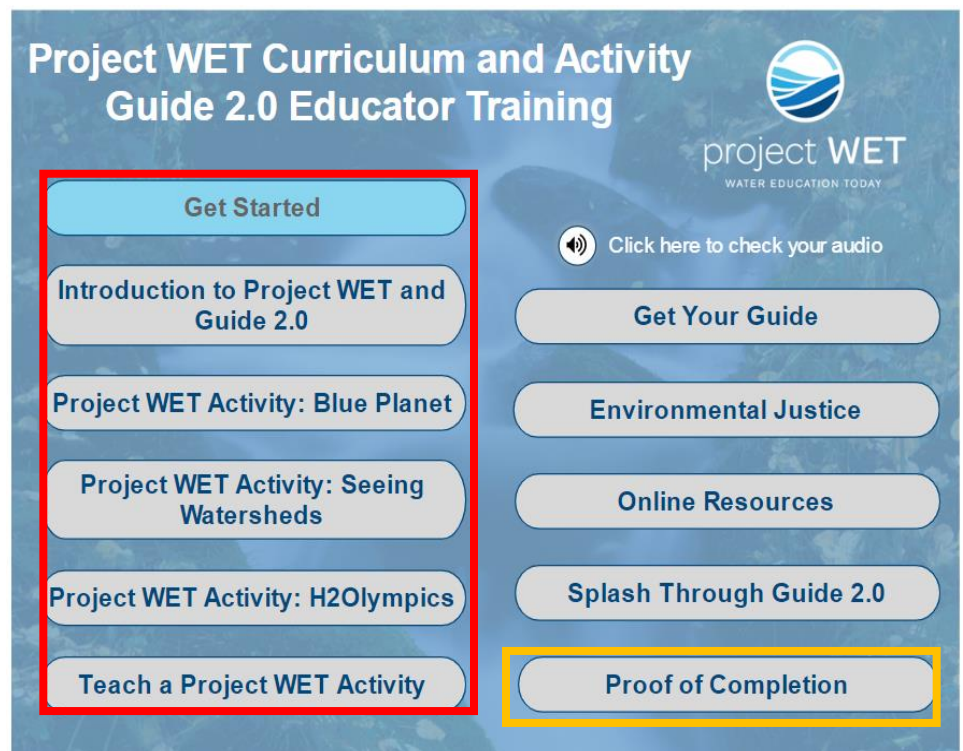 Project WET Curriculum and Activity
Guide 2.0 Educator Training
project WET
WATER EDUCATION TODAY
Get Started
Introduction to Project WET and
Guide 2.0
Project WET Activity: Blue Planet
Project WET Activity: Seeing
Watersheds
Project WET Activity: H2Olympics
Teach a Project WET Activity
Click here to check your audio
Get Your Guide
Environmental Justice
Online Resources
Splash Through Guide 2.0
Proof of Completion